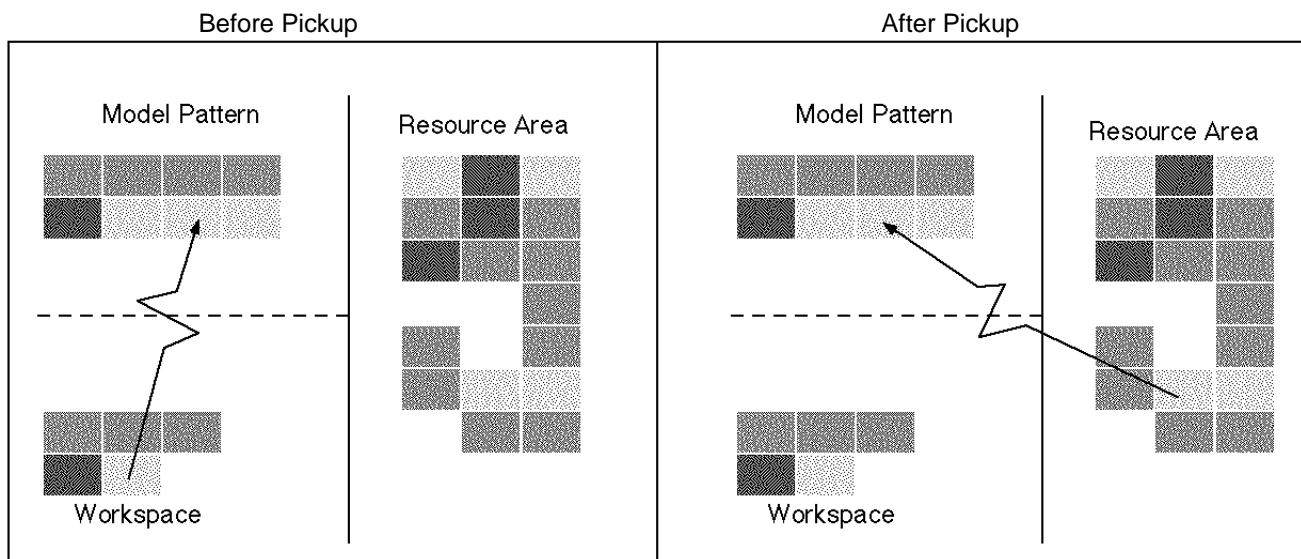 Before Pickup
After Pickup
Model Pattern
Resource Area
Workspace
Model Pattern
Resource Area
Workspace